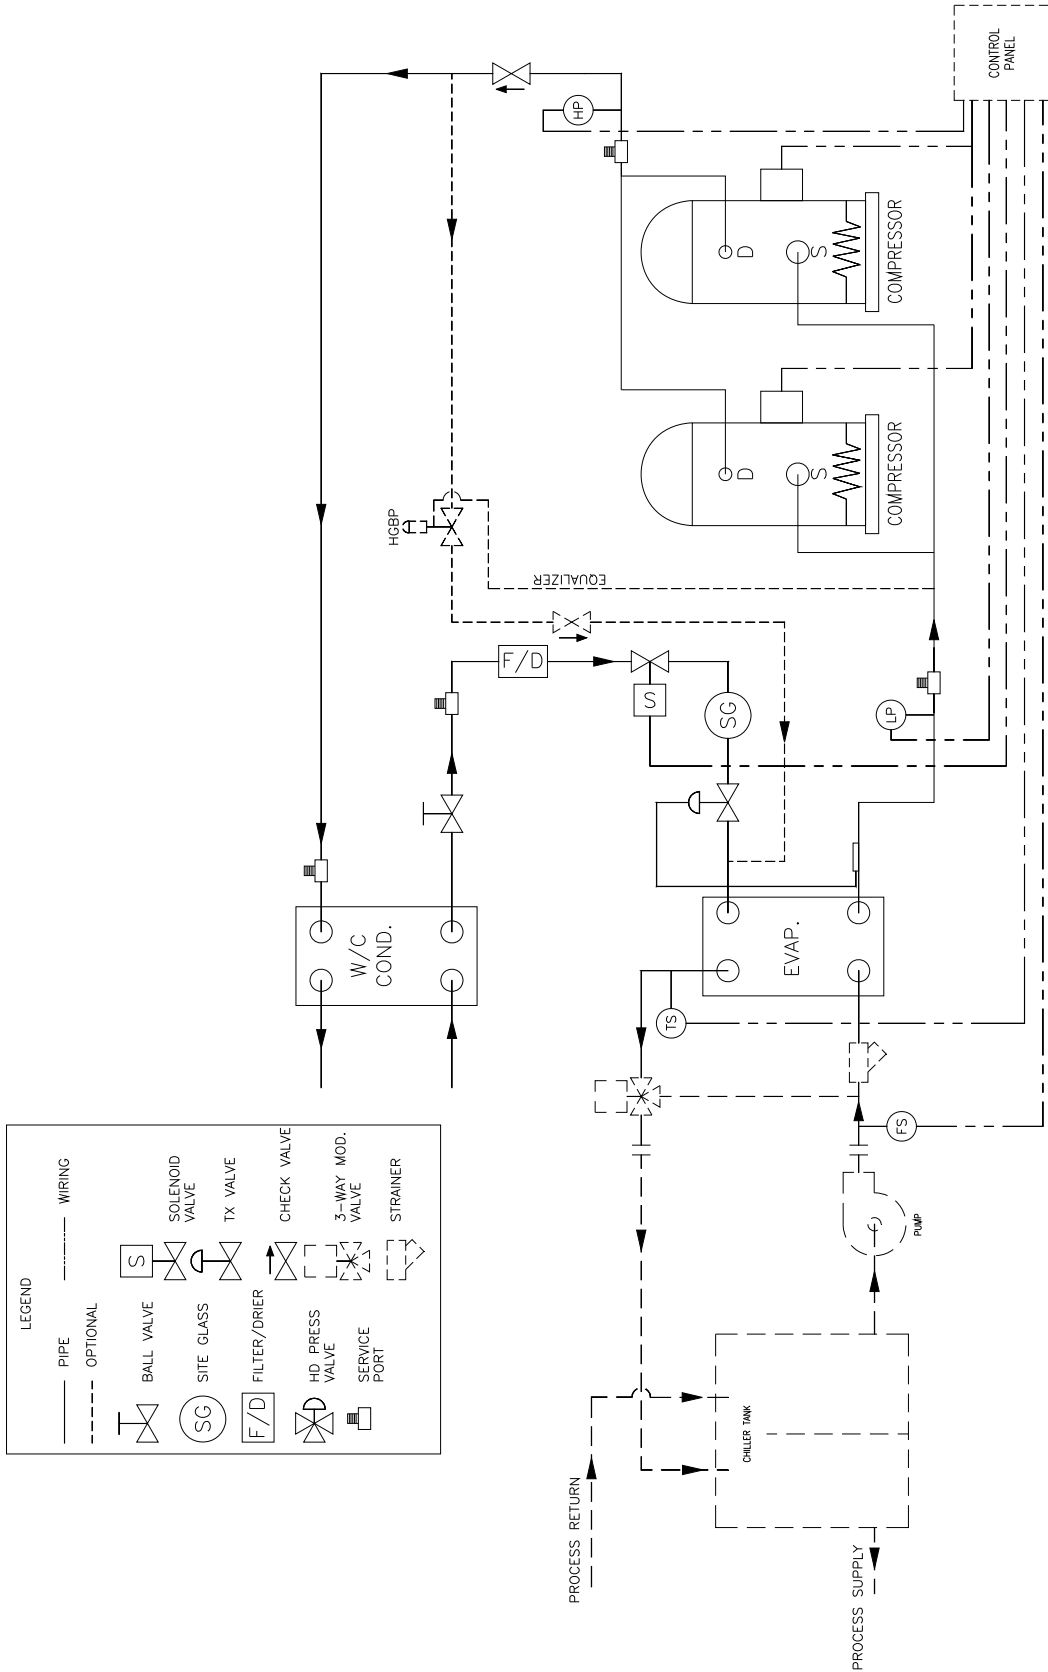 LEGEND
PIPE
WIRING
OPTIONAL
BALL VALVE
S
SOLENOID
VALVE
SG
SITE GLASS
TX VALVE
F/D
FILTER/DRIER
CHECK VALVE
HD PRESS
VALVE
3-WAY MOD.
VALVE
SERVICE
PORT
STRAINER
W/C
COND.
HGBP
EQUALIZER
F/D
S
SG
HP
D
S
COMPRESSOR
D
S
COMPRESSOR
CONTROL
PANEL
LP
EVAP.
TS
FS
PUMP
CHILLER TANK
PROCESS RETURN
PROCESS SUPPLY